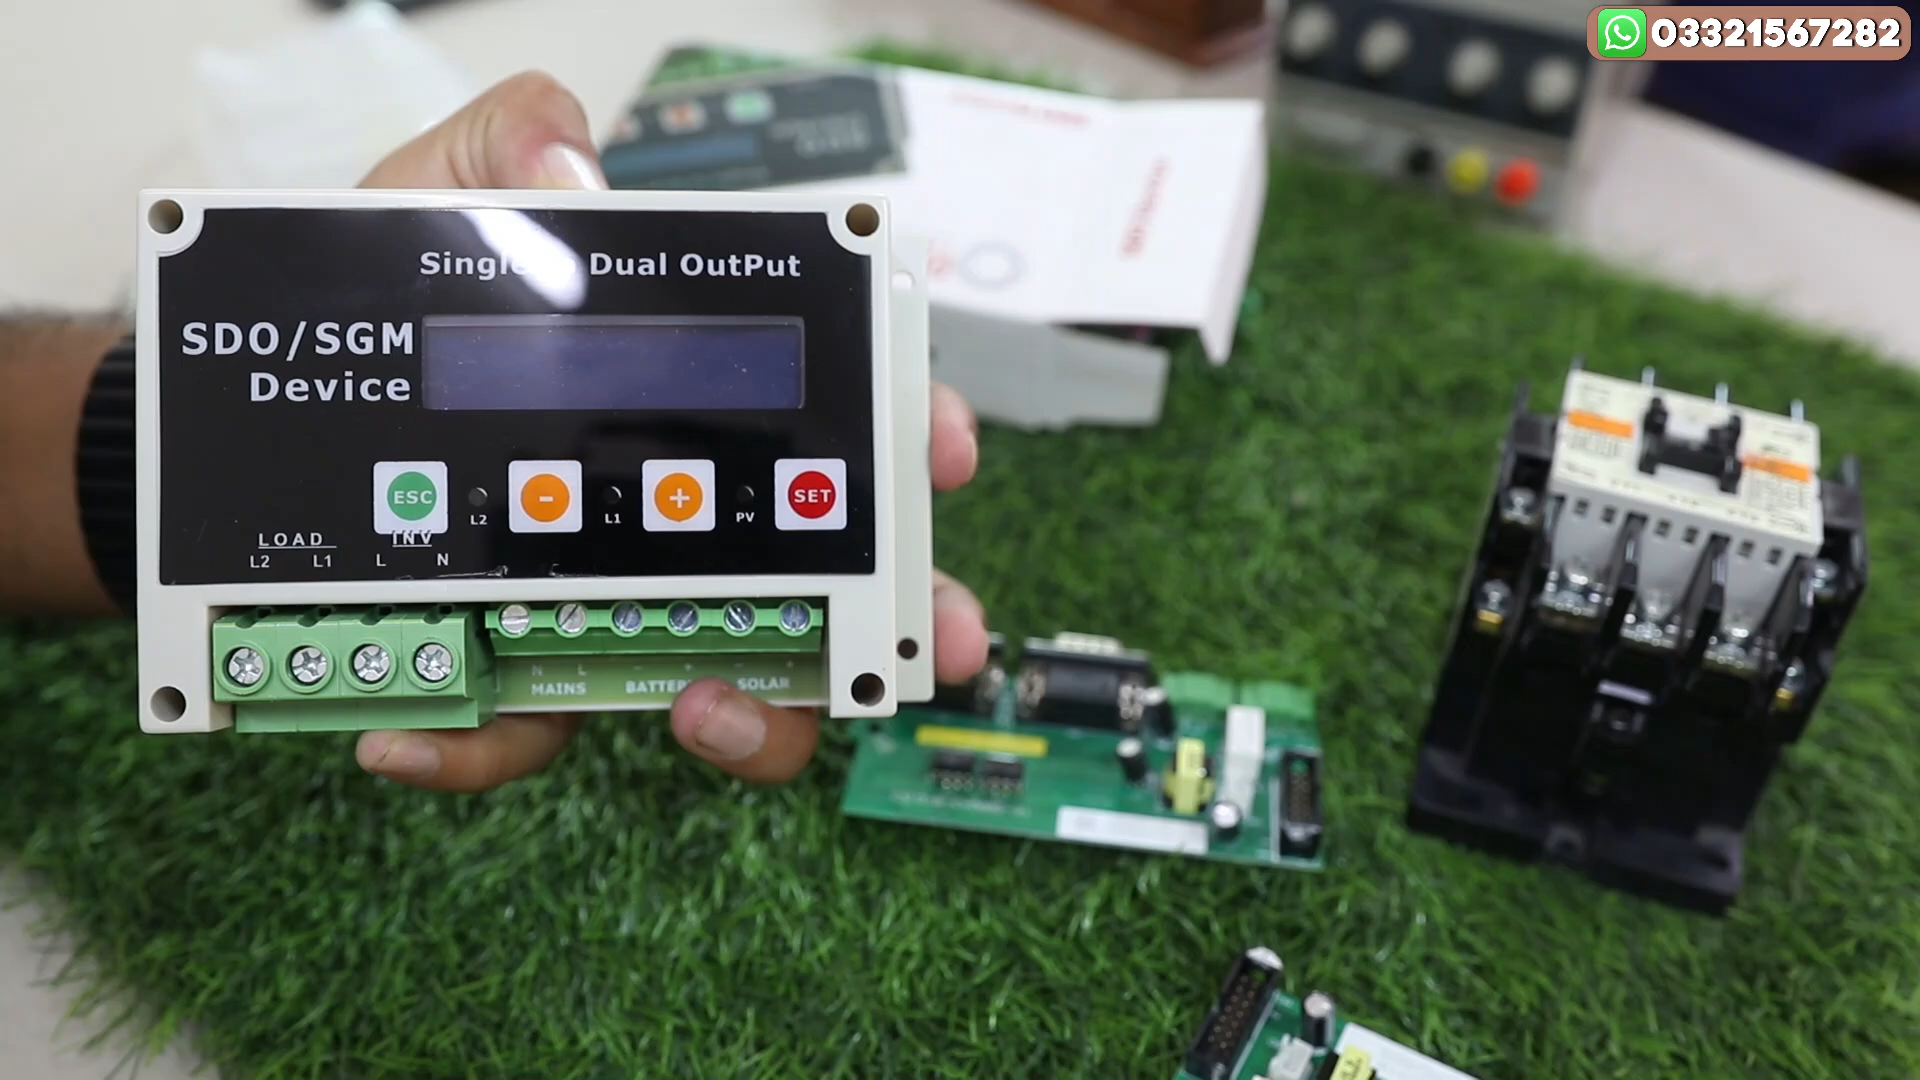 03321567282
Dual OutPut
SDO/SGM
Device
ESC
-
+
SET
L2
L1
PV
LOAD
INV
L2 L1 L N
N L - + - +
MAINS
SOLAR